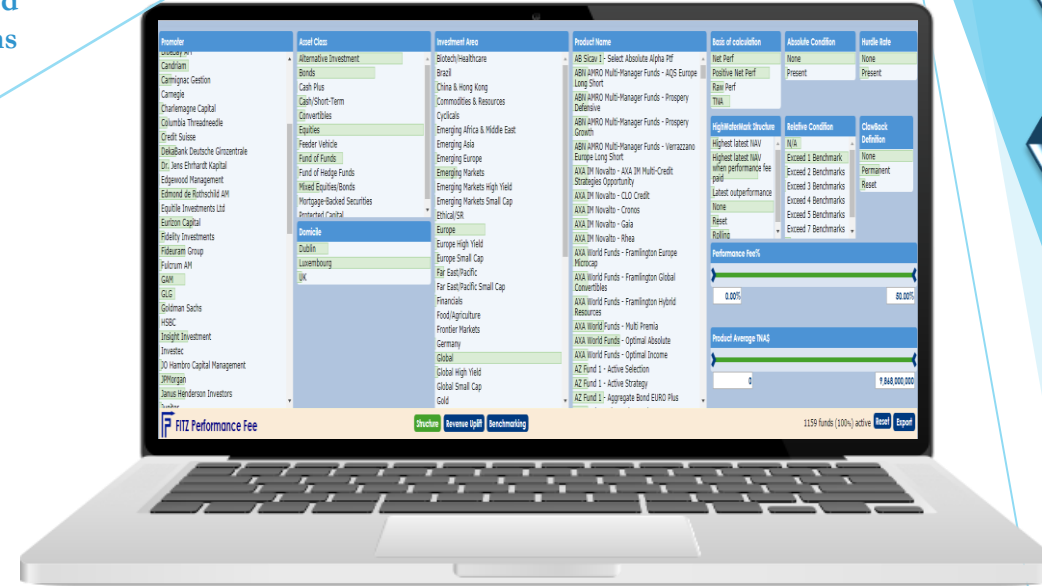 d
ns
Promoter
BlueBay AM
Candriam
Carmignac Gestion
Carnegie
Charlemagne Capital
Columbia Threadneedle
Credit Suisse
DekaBank Deutsche Girozentrale
Dr. Jens Ehrhardt Kapital
Edgewood Management
Edmond de Rothschild AM
Equitile Investments Ltd
Eurizon Capital
Fidelity Investments
Fideuram Group
Fulcrum AM
GAM
GLG
Goldman Sachs
HSBC
Insight Investment
Investec
JO Hambro Capital Management
JPMorgan
Janus Henderson Investors
Jupiter
Asset Class
Alternative Investment
Bonds
Cash Plus
Cash/Short-Term
Convertibles
Equities
Feeder Vehicle
Fund of Funds
Fund of Hedge Funds
Mixed Equities/Bonds
Mortgage-Backed Securities
Protected Capital
Domicile
Dublin
Luxembourg
UK
Investment Area
Biotech/Healthcare
Brazil
China & Hong Kong
Commodities & Resources
Cyclicals
Emerging Africa & Middle East
Emerging Asia
Emerging Europe
Emerging Markets
Emerging Markets High Yield
Emerging Markets Small Cap
Ethical/SR
Europe
Europe High Yield
Europe Small Cap
Far East/Pacific
Far East/Pacific Small Cap
Financials
Food/Agriculture
Frontier Markets
Germany
Global
Global High Yield
Global Small Cap
Gold
Product Name
AB Sicav I - Select Absolute Alpha Ptf
ABN AMRO Multi-Manager Funds - AQS Europe
Long Short
ABN AMRO Multi-Manager Funds - Prospery
Defensive
ABN AMRO Multi-Manager Funds - Prospery
Growth
ABN AMRO Multi-Manager Funds - Verrazzano
Europe Long Short
AXA IM Novalto - AXA IM Multi-Credit
Strategies Opportunity
AXA IM Novalto - CLO Credit
AXA IM Novalto - Cronos
AXA IM Novalto - Gaia
AXA IM Novalto - Rhea
AXA World Funds - Framlington Europe
Microcap
AXA World Funds - Framlington Global
Convertibles
AXA World Funds - Framlington Hybrid
Resources
AXA World Funds - Multi Premia
AXA World Funds - Optimal Absolute
AXA World Funds - Optimal Income
AZ Fund 1 - Active Selection
AZ Fund 1 - Active Strategy
AZ Fund 1 - Aggregate Bond EURO Plus
Basis of calculation
Net Perf
Positive Net Perf
Raw Perf
TNA
Absolute Condition
None
Present
Hurdle Rate
None
Present
HighWaterMark Structure
Highest latest NAV
Highest latest NAV
when performance fee
paid
Latest outperformance
None
Reset
Rolling
Relative Condition
N/A
Exceed 1 Benchmark
Exceed 2 Benchmarks
Exceed 3 Benchmarks
Exceed 4 Benchmarks
Exceed 5 Benchmarks
Exceed 7 Benchmarks
ClawBack
Definition
None
Permanent
Reset
Performance Fee%
0.00% 50.00%
Product Average TNA$
0 9,868,000,000
FITZ Performance Fee
Structure Revenue Uplift Benchmarking
1159 funds (100%) active Reset Export